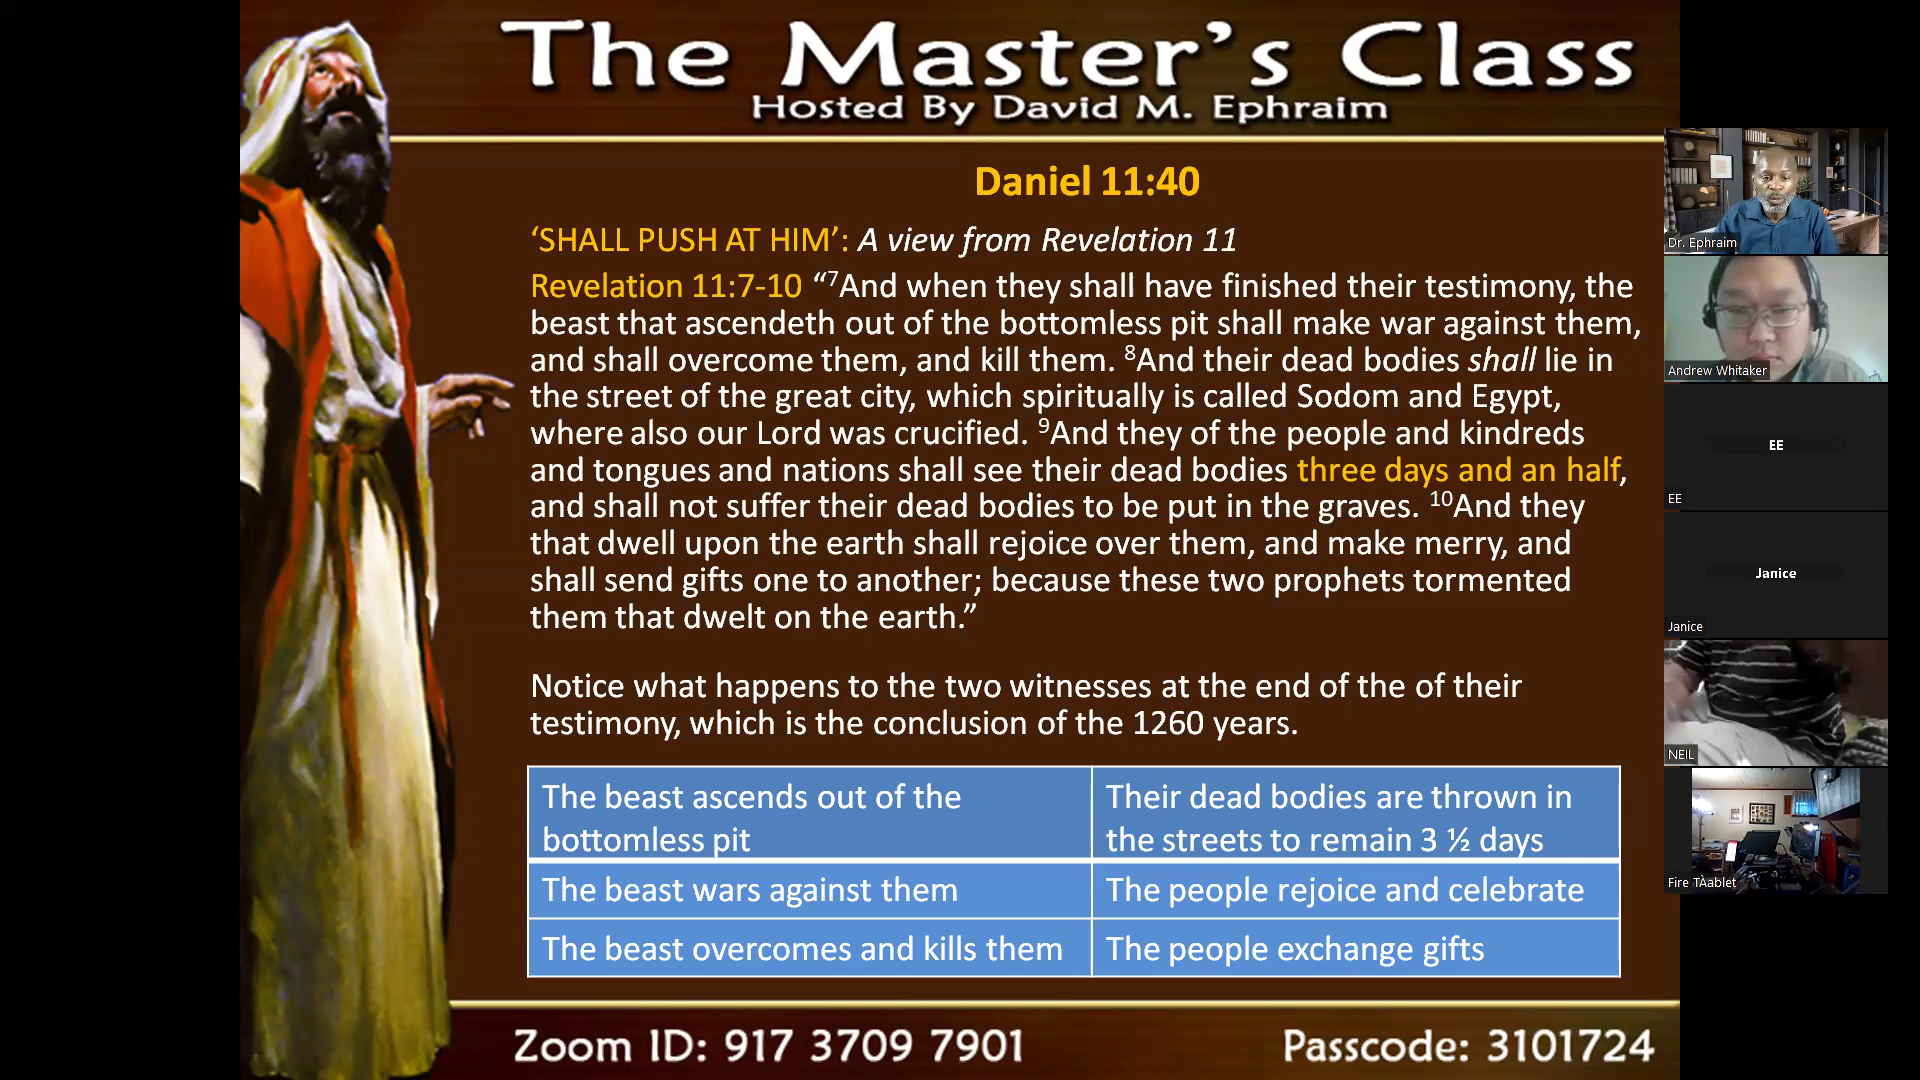 The Master's Class
Hosted By David M. Ephraim
Daniel 11:40
‘SHALL PUSH AT HIM’: A view from Revelation 11
Revelation 11:7-10 “⁷And when they shall have finished their testimony, the
beast that ascendeth out of the bottomless pit shall make war against them,
and shall overcome them, and kill them. ⁸And their dead bodies shall lie in
the street of the great city, which spiritually is called Sodom and Egypt,
where also our Lord was crucified. ⁹And they of the people and kindreds
and tongues and nations shall see their dead bodies three days and an half,
and shall not suffer their dead bodies to be put in the graves. ¹⁰And they
that dwell upon the earth shall rejoice over them, and make merry, and
shall send gifts one to another; because these two prophets tormented
them that dwelt on the earth.”
Notice what happens to the two witnesses at the end of the of their
testimony, which is the conclusion of the 1260 years.
The beast ascends out of the
bottomless pit
Their dead bodies are thrown in
the streets to remain 3 ½ days
The beast wars against them
The people rejoice and celebrate
The beast overcomes and kills them
The people exchange gifts
Zoom ID: 917 3709 7901
Passcode: 3101724
Dr. Ephraim
Andrew Whitaker
EE
EE
Janice
Janice
NEIL
Fire TÀablet